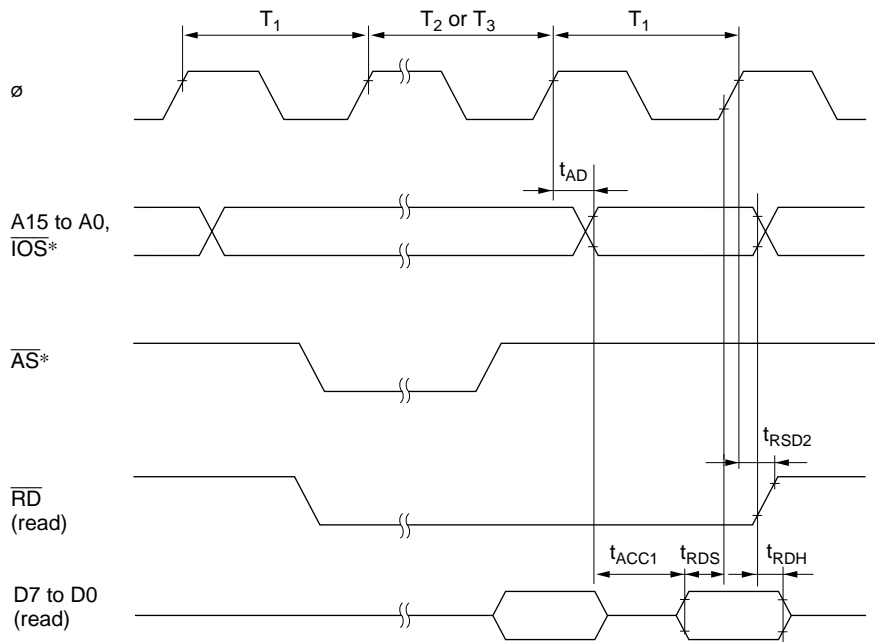 T1
T2 or T3
T1
ø
tAD
A15 to A0,
IOS*
AS*
tRSD2
RD
(read)
tACC1
tRDS
tRDH
D7 to D0
(read)